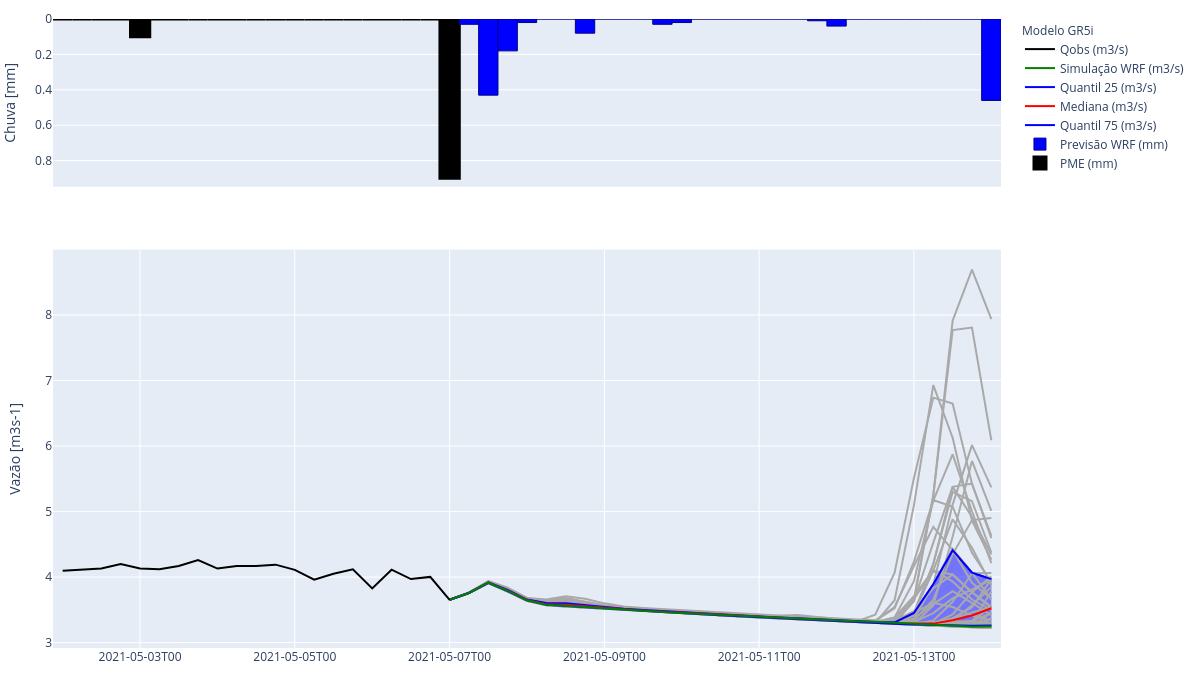 0
0.2
0.4
0.6
0.8
Chuva [mm]
Modelo GR5i
Qobs (m3/s)
Simulação WRF (m3/s)
Quantil 25 (m3/s)
Mediana (m3/s)
Quantil 75 (m3/s)
Previsão WRF (mm)
PME (mm)
8
7
6
5
4
3
Vazão [m3s-1]
2021-05-03T00
2021-05-05T00
2021-05-07T00
2021-05-09T00
2021-05-11T00
2021-05-13T00